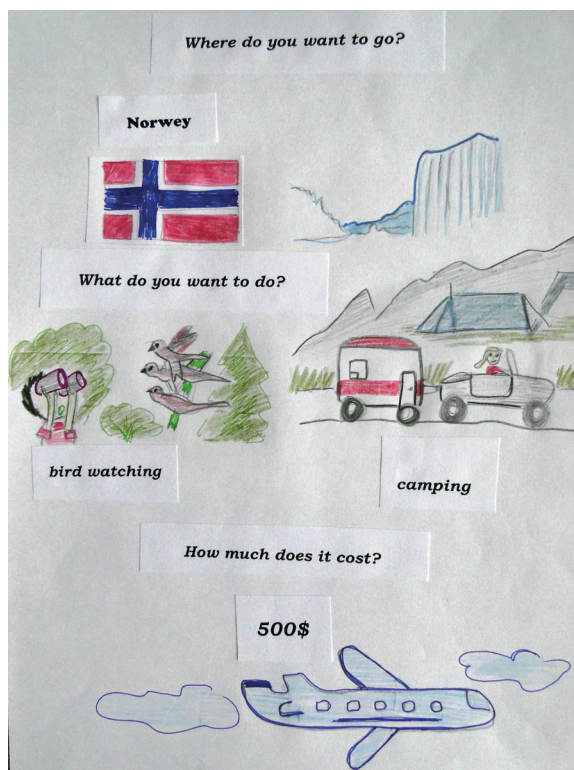 Where do you want to go?
Norwey
What do you want to do?
bird watching
camping
How much does it cost?
500$